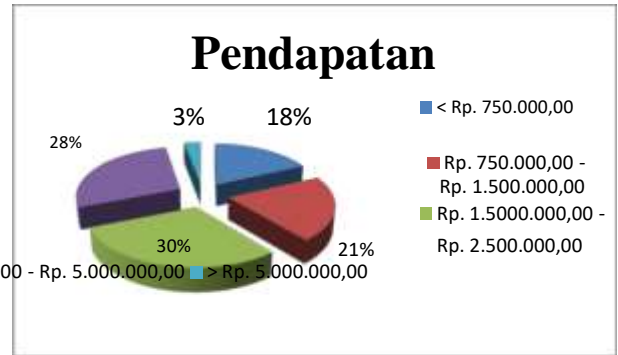 Pendapatan
3%
18%
28%
30%
21%
< Rp. 750.000,00
Rp. 750.000,00 -
Rp. 1.500.000,00
Rp. 1.5000.000,00 -
Rp. 2.500.000,00
00 - Rp. 5.000.000,00
> Rp. 5.000.000,00